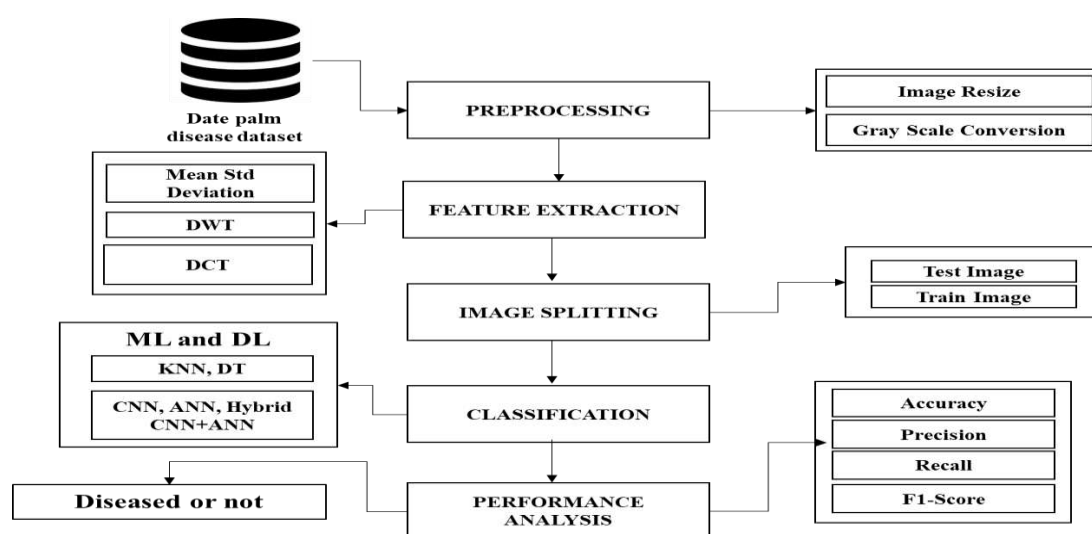 Date palm
disease dataset
PREPROCESSING
Image Resize
Gray Scale Conversion
Mean Std
Deviation
DWT
DCT
FEATURE EXTRACTION
IMAGE SPLITTING
Test Image
Train Image
ML and DL
KNN, DT
CNN, ANN, Hybrid
CNN+ANN
CLASSIFICATION
Accuracy
Precision
Recall
F1-Score
Diseased or not
PERFORMANCE
ANALYSIS